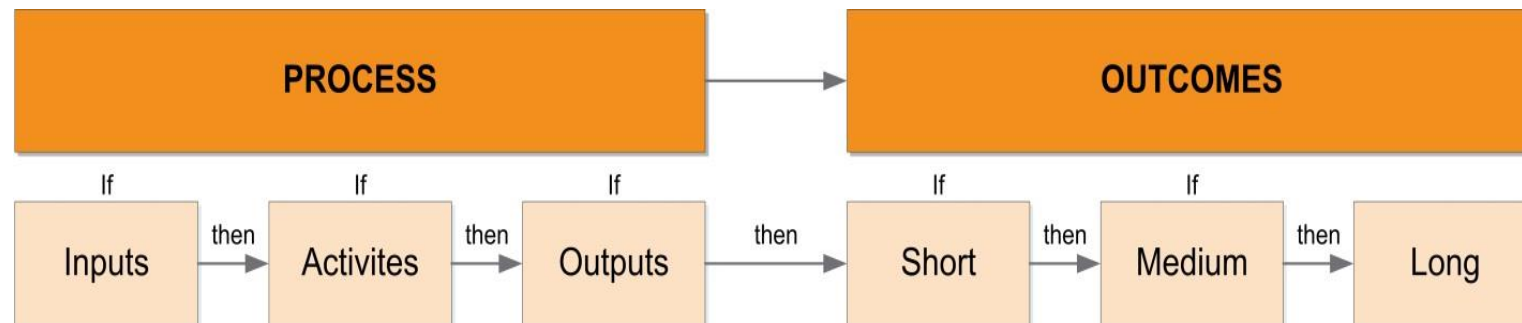 PROCESS OUTCOMES
If If If If If
then then then then then
Inputs Activites Outputs Short Medium Long